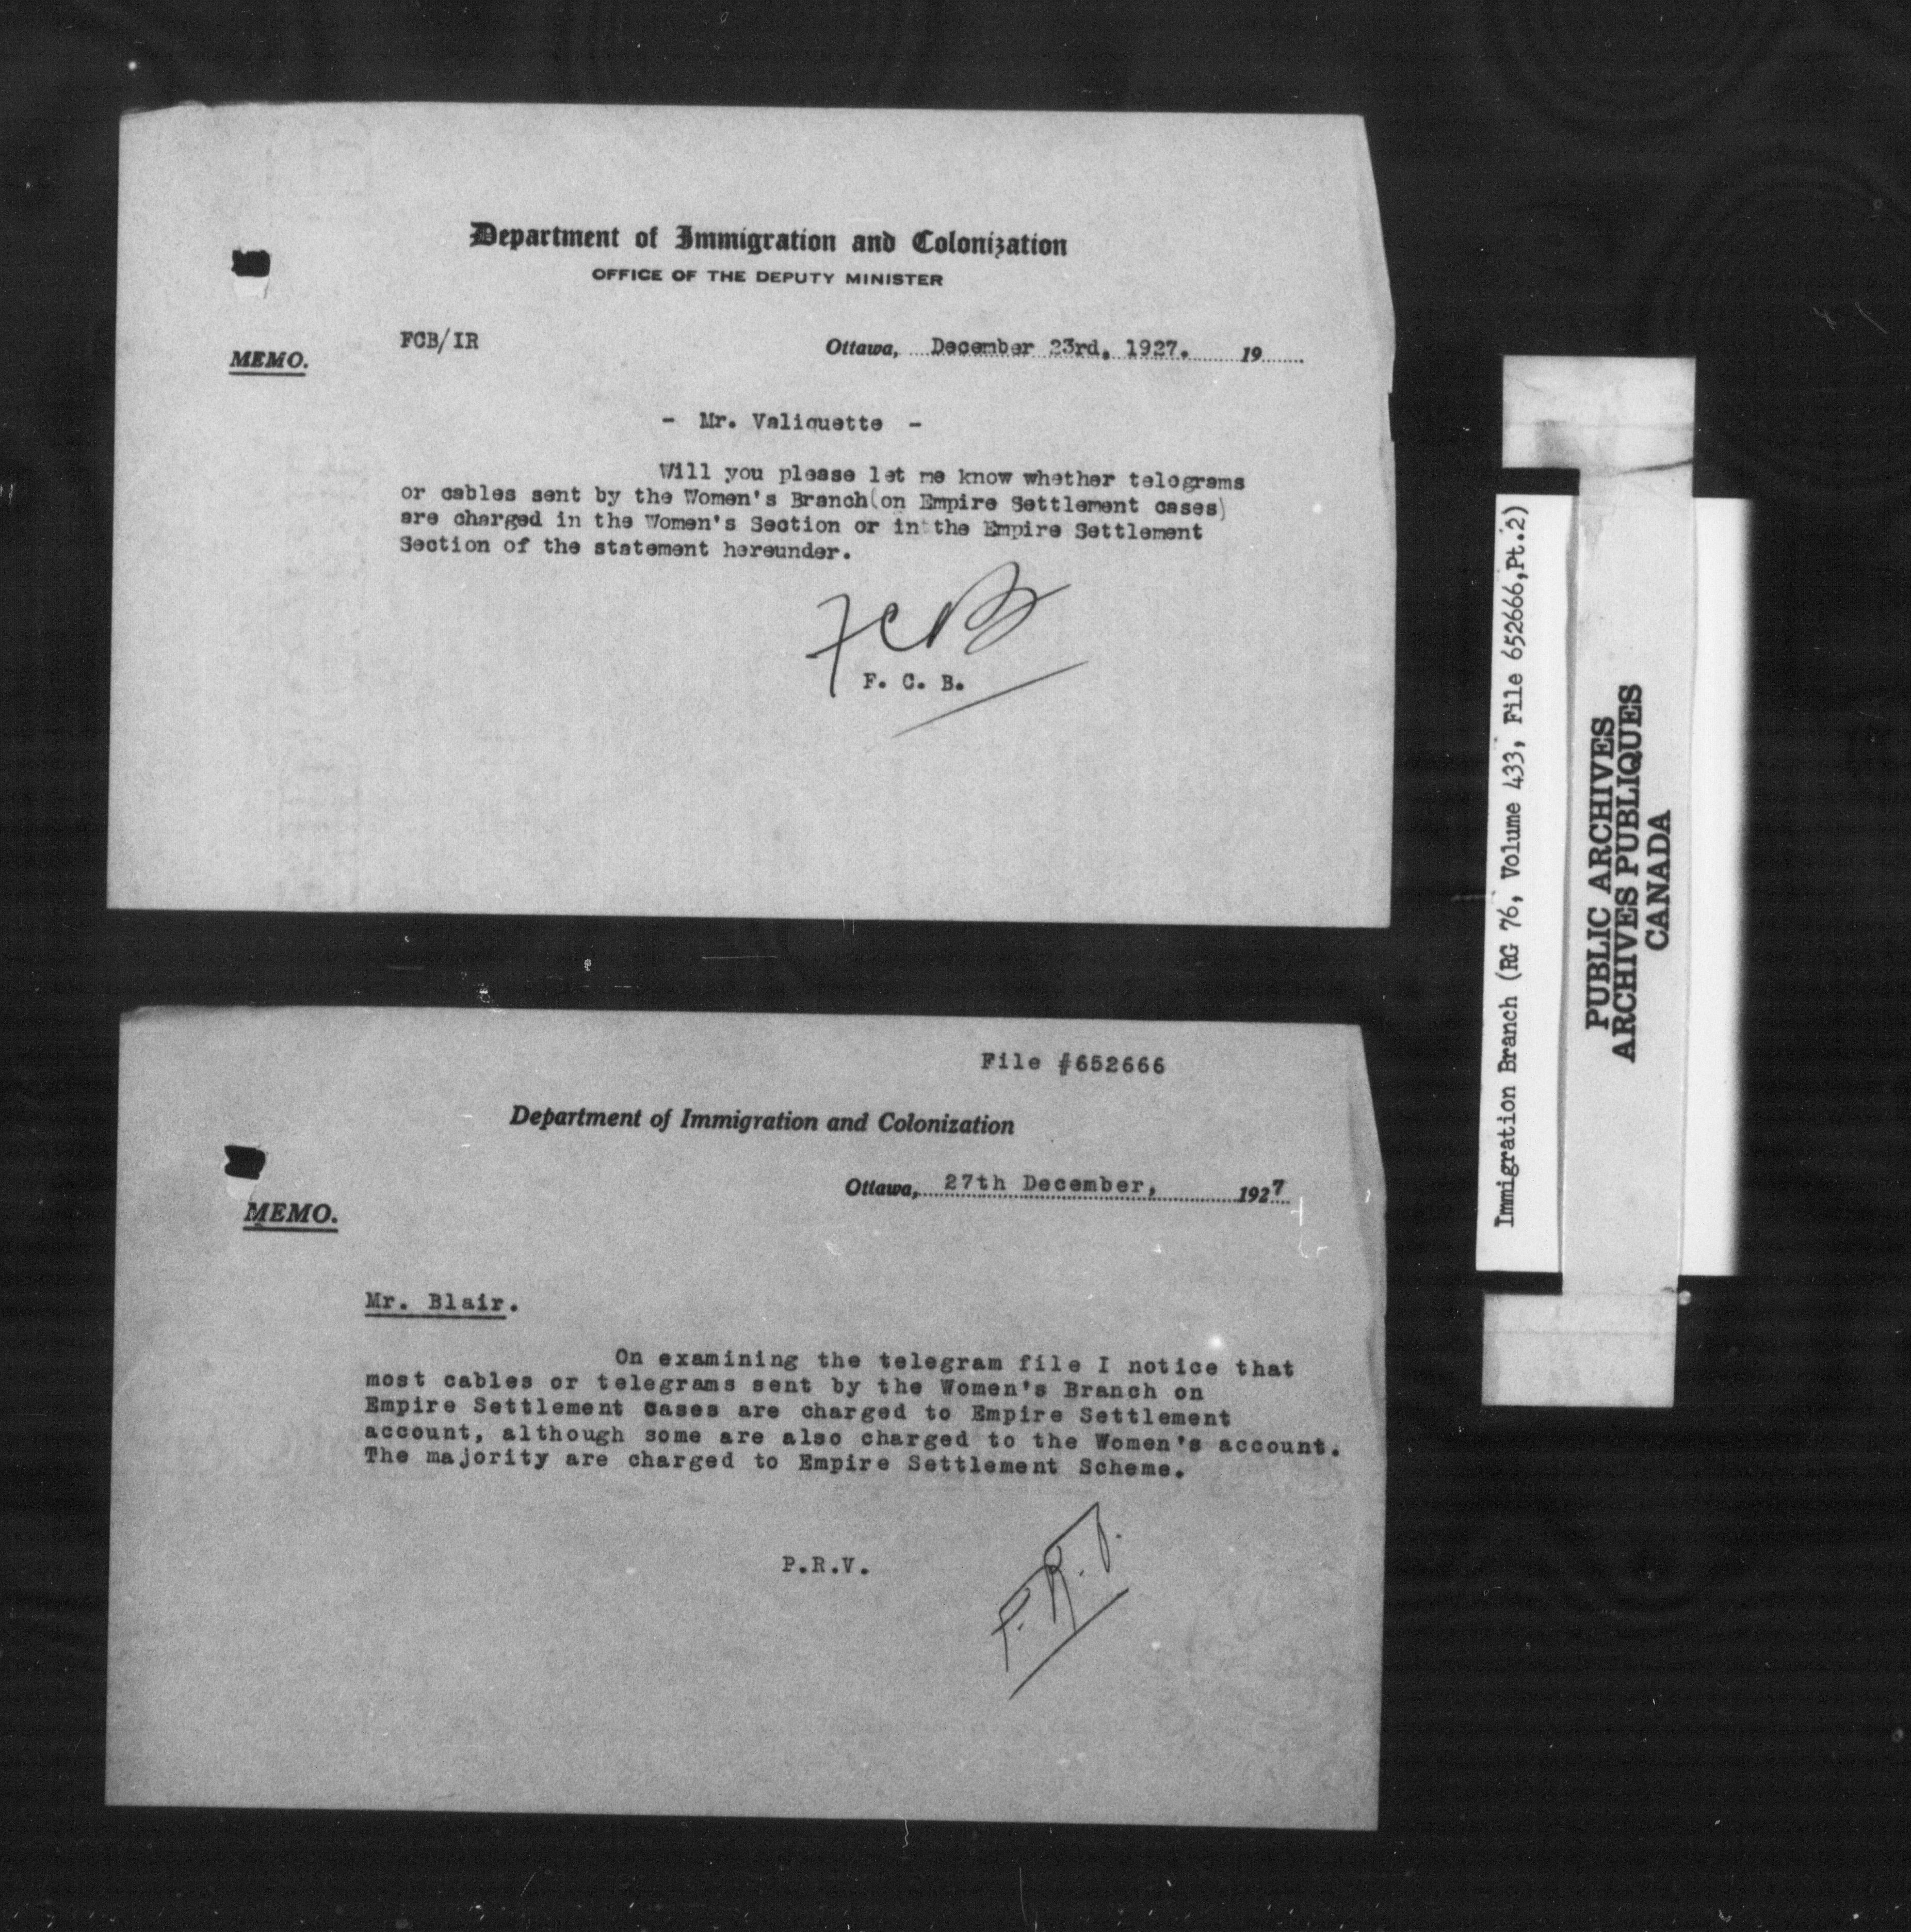 Department of Immigration and Colonization
OFFICE OF THE DEPUTY MINISTER
FCB/IR
MEMO.
Ottawa, December 23rd, 1927. 19
- Mr. Valiquette -
Will you please let me know whether telegrams
or cables sent by the Women's Branch (on Empire Settlement cases)
are charged in the Women's Section or in the Empire Settlement
Section of the statement hereunder.
FCB
F. C. B.
File #652666
Department of Immigration and Colonization
Ottawa, 27th December, 1927
MEMO.
Mr. Blair.
On examining the telegram file I notice that
most cables or telegrams sent by the Women's Branch on
Empire Settlement cases are charged to Empire Settlement
account, although some are also charged to the Women's account.
The majority are charged to Empire Settlement Scheme.
P.R.V.
P.R.V.
Immigration Branch (RG 76, Volume 433, File 652666,Pt.2)
PUBLIC ARCHIVES
ARCHIVES PUBLIQUES
CANADA